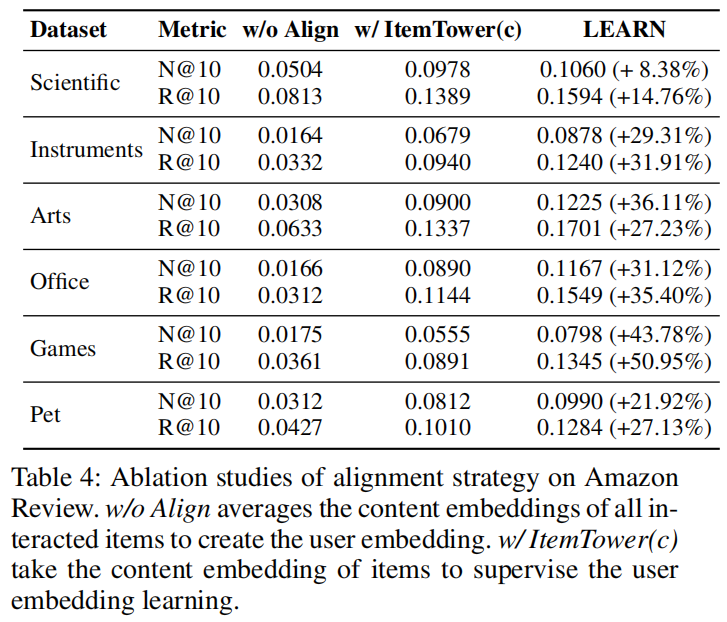 Dataset Metric w/o Align w/ ItemTower(c) LEARN
Scientific N@10 0.0504 0.0978 0.1060 (+ 8.38%)
R@10 0.0813 0.1389 0.1594 (+14.76%)
Instruments N@10 0.0164 0.0679 0.0878 (+29.31%)
R@10 0.0332 0.0940 0.1240 (+31.91%)
Arts N@10 0.0308 0.0900 0.1225 (+36.11%)
R@10 0.0633 0.1337 0.1701 (+27.23%)
Office N@10 0.0166 0.0890 0.1167 (+31.12%)
R@10 0.0312 0.1144 0.1549 (+35.40%)
Games N@10 0.0175 0.0555 0.0798 (+43.78%)
R@10 0.0361 0.0891 0.1345 (+50.95%)
Pet N@10 0.0312 0.0812 0.0990 (+21.92%)
R@10 0.0427 0.1010 0.1284 (+27.13%)
Table 4: Ablation studies of alignment strategy on Amazon
Review. w/o Align averages the content embeddings of all in-
teracted items to create the user embedding. w/ ItemTower(c)
take the content embedding of items to supervise the user
embedding learning.